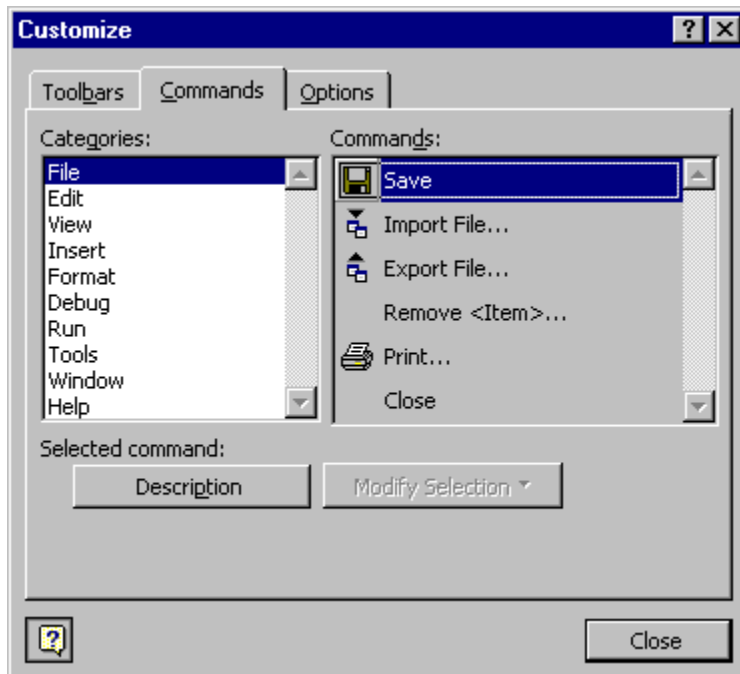 Customize
Toolbars
Commands
Options
Categories:
File
Edit
View
Insert
Format
Debug
Run
Tools
Window
Help
Commands:
Save
Import File...
Export File...
Remove <Item>...
Print...
Close
Selected command:
Description
Modify Selection
Close